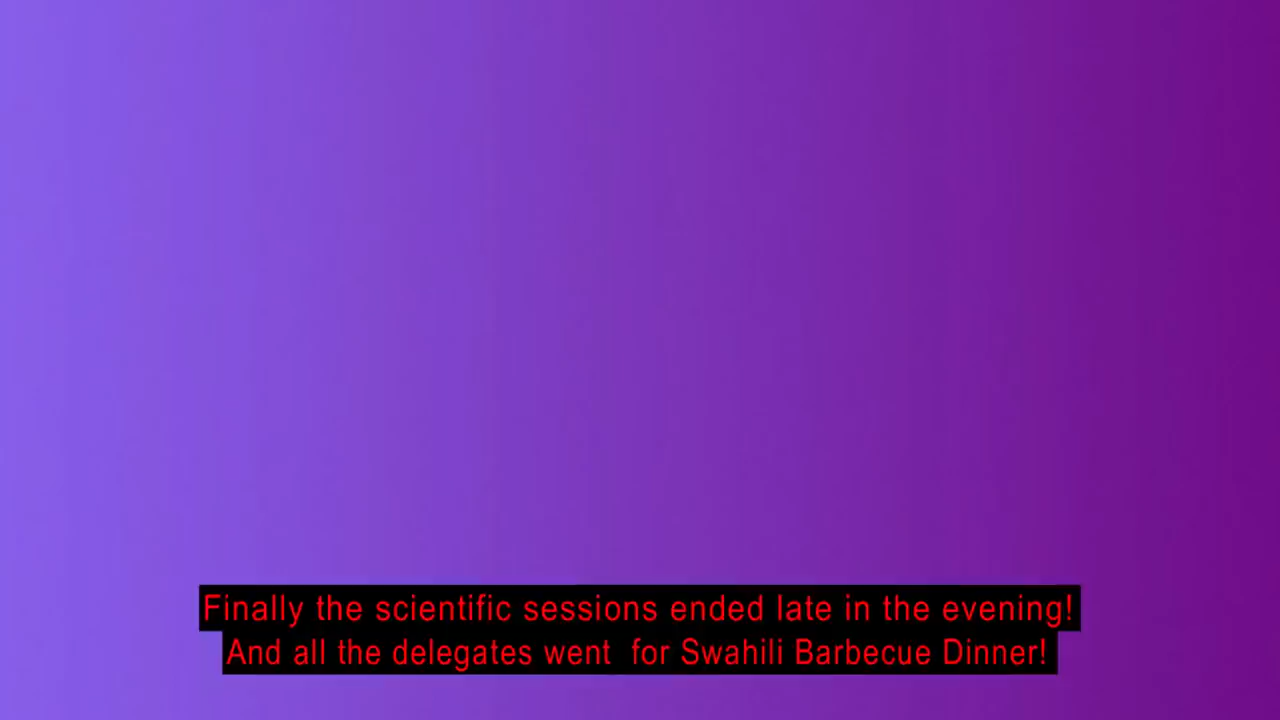 Finally the scientific sessions ended late in the evening!
And all the delegates went  for Swahili Barbecue Dinner!